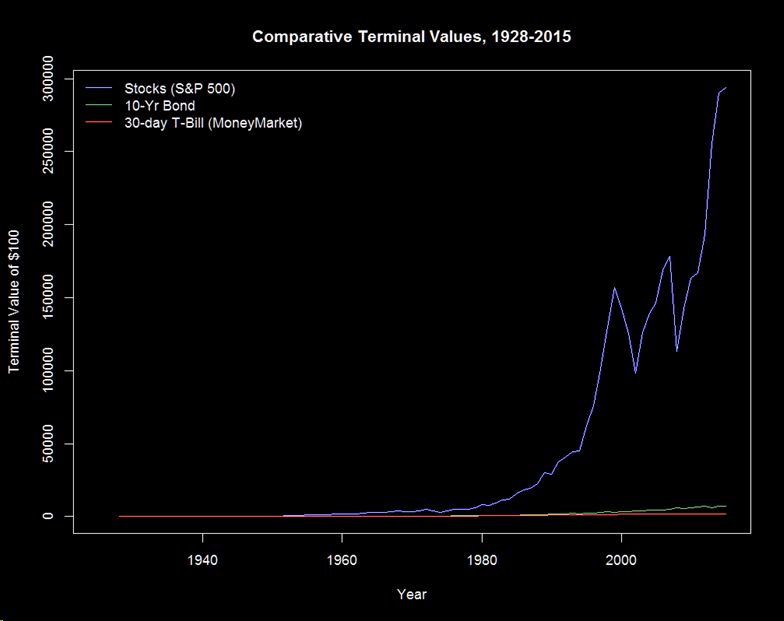 Comparative Terminal Values, 1928-2015
Stocks (S&P 500)
10-Yr Bond
30-day T-Bill (MoneyMarket)
Terminal Value of $100
300000
250000
200000
150000
100000
50000
0
1940 1960 1980 2000
Year